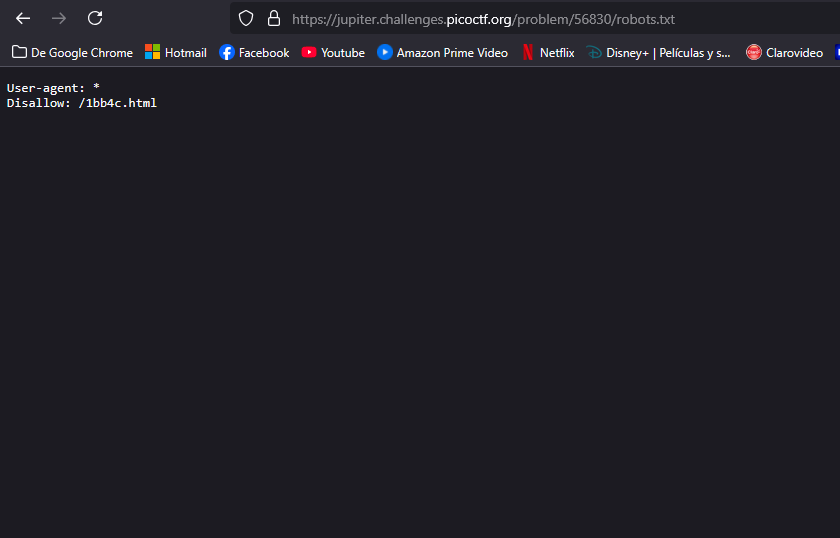 https://jupiter.challenges.picoctf.org/problem/56830/robots.txt
De Google Chrome Hotmail Facebook Youtube Amazon Prime Video Netflix Disney+ | Películas y s... Clarovideo
User-agent: *
Disallow: /1bb4c.html